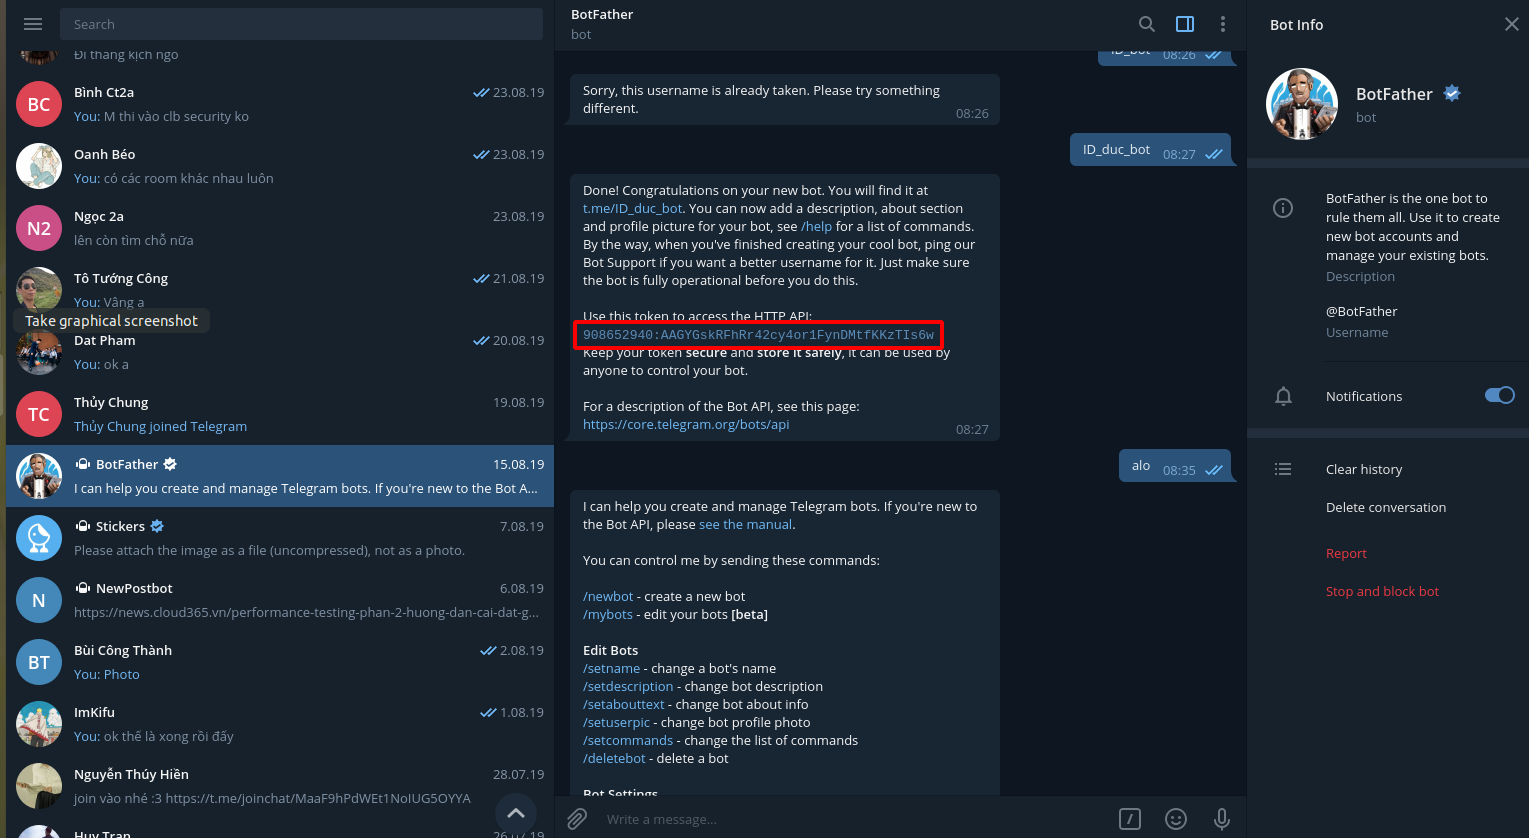 Search
Đi thang kịch ngo
BC
Bình Ct2a
23.08.19
You: M thi vào clb security ko
Oanh Béo
23.08.19
You: có các room khác nhau luôn
N2
Ngọc 2a
23.08.19
lên còn tìm chỗ nữa
Tô Tướng Công
21.08.19
You: Vâng a
Take graphical screenshot
Dat Pham
20.08.19
You: ok a
TC
Thủy Chung
19.08.19
Thủy Chung joined Telegram
BotFather
15.08.19
I can help you create and manage Telegram bots. If you're new to the Bot A...
Stickers
7.08.19
Please attach the image as a file (uncompressed), not as a photo.
N
NewPostbot
6.08.19
https://news.cloud365.vn/performance-testing-phan-2-huong-dan-cai-dat-g...
BT
Bùi Công Thành
2.08.19
You: Photo
ImKifu
1.08.19
You: ok thế là xong rồi đấy
Nguyễn Thúy Hiền
28.07.19
join vào nhé :3 https://t.me/joinchat/MaaF9hPdWEt1NoIUG5OYYA
Huy Tran
26.07.19
BotFather
bot
ID_bot 08:26
Sorry, this username is already taken. Please try something
different.
08:26
ID_duc_bot 08:27
Done! Congratulations on your new bot. You will find it at
t.me/ID_duc_bot. You can now add a description, about section
and profile picture for your bot, see /help for a list of commands.
By the way, when you've finished creating your cool bot, ping our
Bot Support if you want a better username for it. Just make sure
the bot is fully operational before you do this.
Use this token to access the HTTP API:
908652940:AAGYGskRFhRr42cy4or1FynDMtfKKzTIs6w
Keep your token secure and store it safely, it can be used by
anyone to control your bot.
For a description of the Bot API, see this page:
https://core.telegram.org/bots/api
08:27
alo 08:35
I can help you create and manage Telegram bots. If you're new to
the Bot API, please see the manual.
You can control me by sending these commands:
/newbot - create a new bot
/mybots - edit your bots [beta]
Edit Bots
/setname - change a bot's name
/setdescription - change bot description
/setabouttext - change bot about info
/setuserpic - change bot profile photo
/setcommands - change the list of commands
/deletebot - delete a bot
Bot Settings
Write a message...
Bot Info
BotFather
bot
BotFather is the one bot to
rule them all. Use it to create
new bot accounts and
manage your existing bots.
Description
@BotFather
Username
Notifications
Clear history
Delete conversation
Report
Stop and block bot